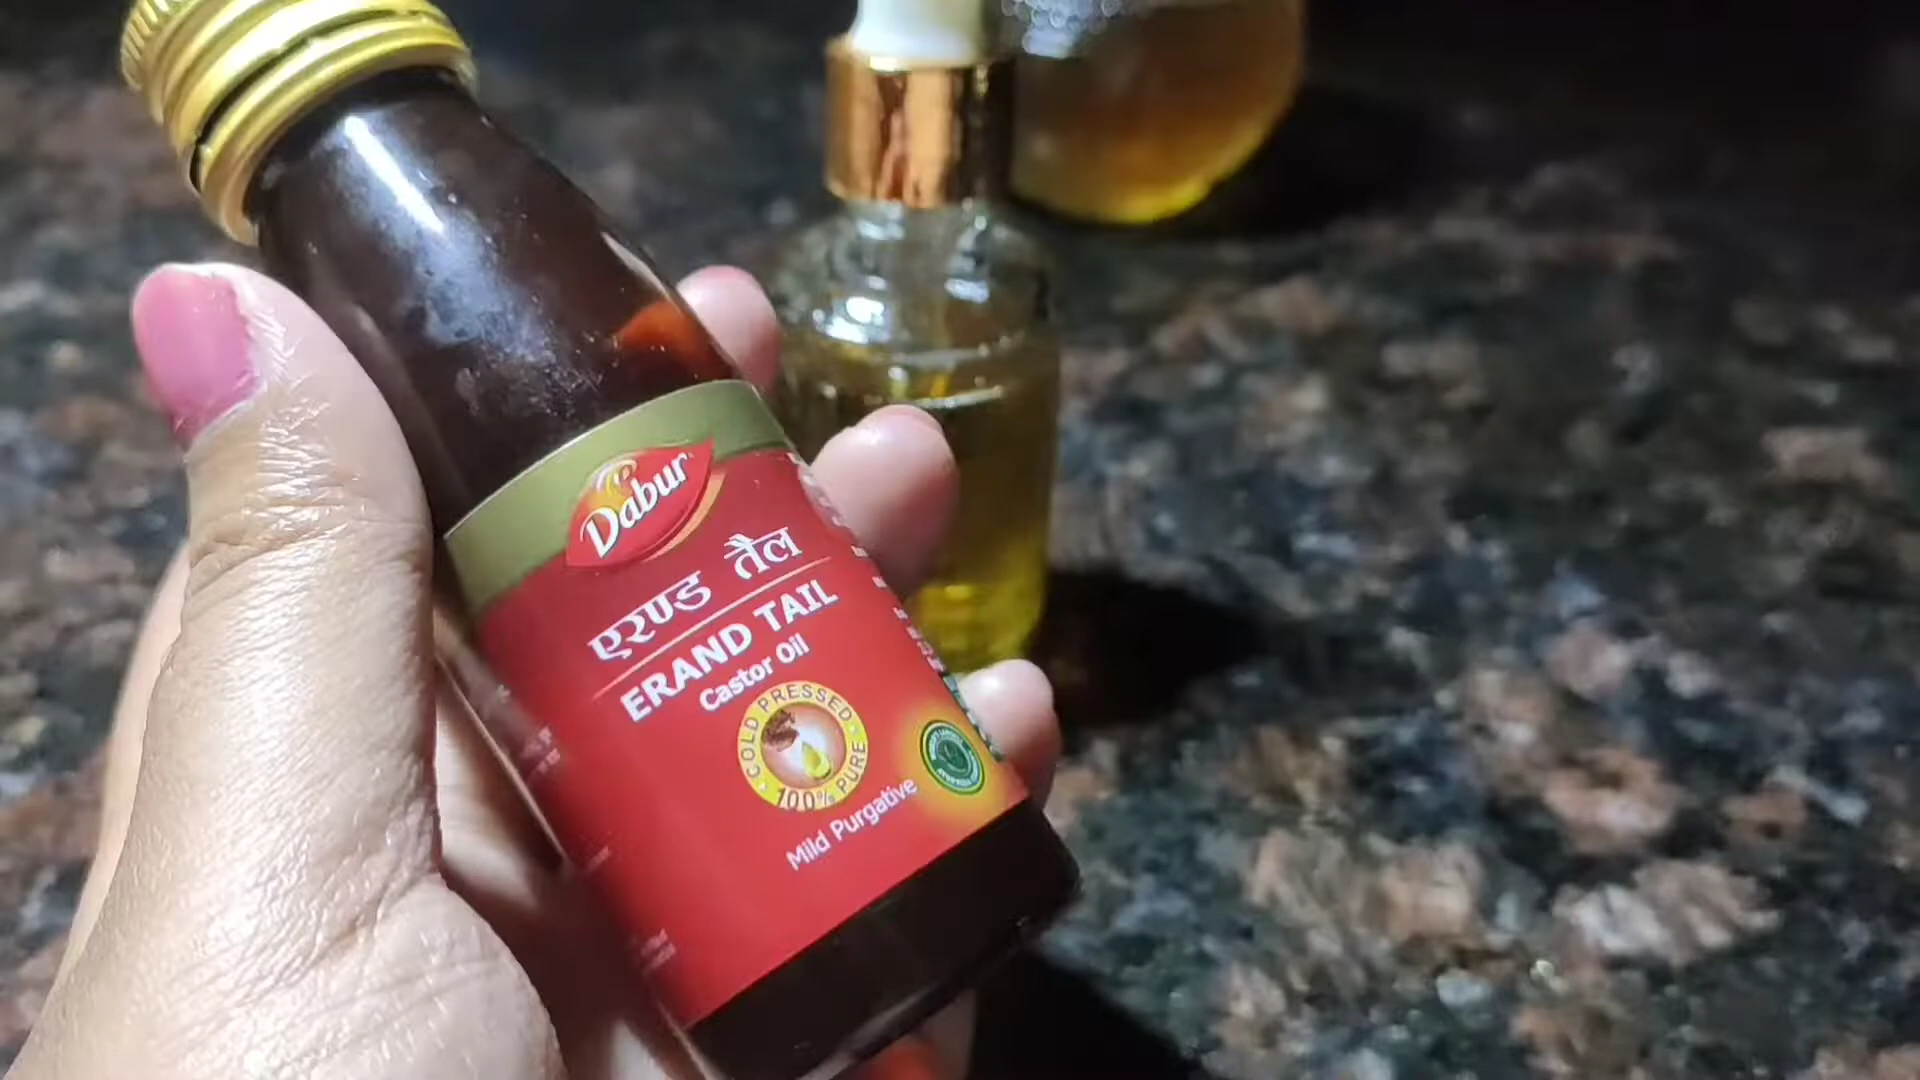 Dabur
एरण्ड तैल
ERAND TAIL
Castor Oil
COLD PRESSED
100% PURE
Mild Purgative